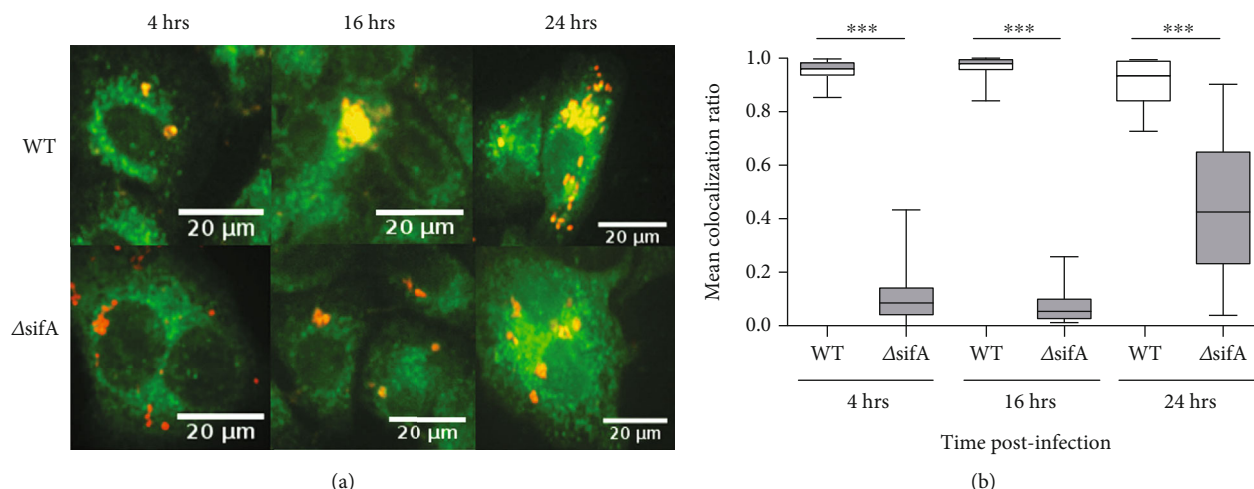 4 hrs 16 hrs 24 hrs
WT
20 μm 20 μm 20 μm
ΔsifA
20 μm 20 μm 20 μm
(a)
Mean colocalization ratio
*** *** ***
1.0
0.8
0.6
0.4
0.2
0.0
WT ΔsifA WT ΔsifA WT ΔsifA
4 hrs 16 hrs 24 hrs
Time post-infection
(b)